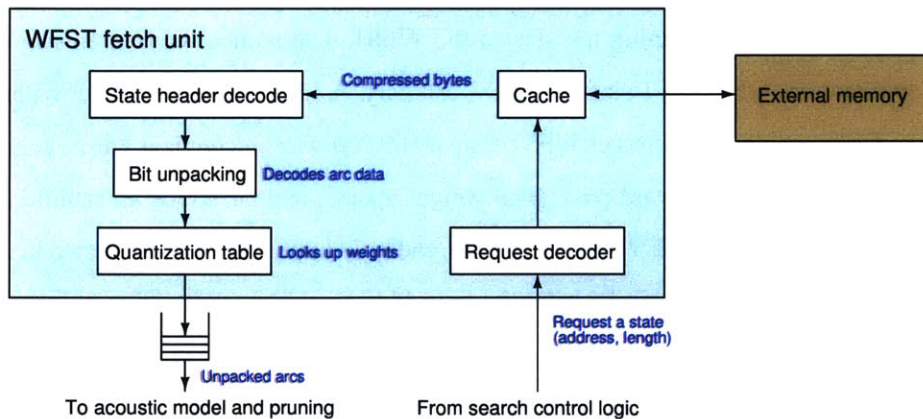 WFST fetch unit
State header decode
Compressed bytes
Cache
External memory
Bit unpacking
Decodes arc data
Quantization table
Looks up weights
Request decoder
Request a state
(address, length)
Unpacked arcs
To acoustic model and pruning
From search control logic